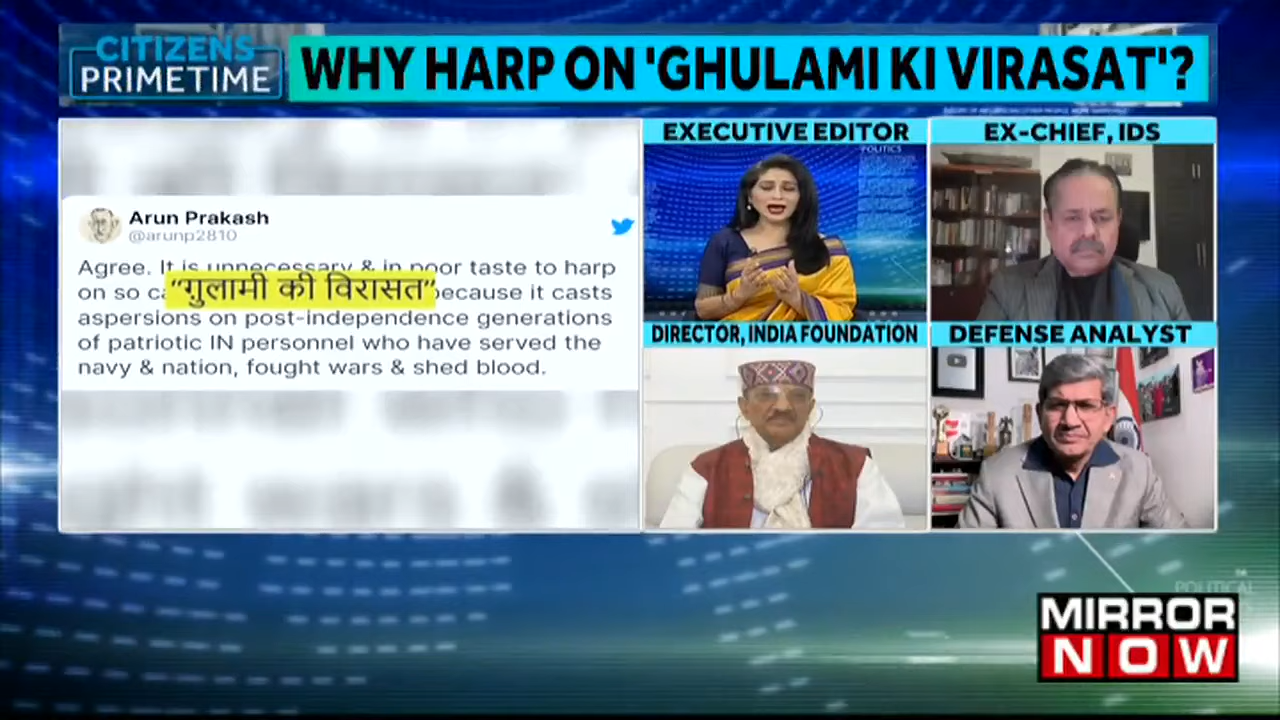 CITIZENS
PRIMETIME
WHY HARP ON 'GHULAMI KI VIRASAT'?
EXECUTIVE EDITOR
EX-CHIEF, IDS
POLITICS
Arun Prakash
@arunp2810
Agree. It is unnecessary & in poor taste to harp
on so ca "गुलामी की विरासत" because it casts
aspersions on post-independence generations
of patriotic IN personnel who have served the
navy & nation, fought wars & shed blood.
DIRECTOR, INDIA FOUNDATION
DEFENSE ANALYST
POLITICAL
MIRROR
NOW